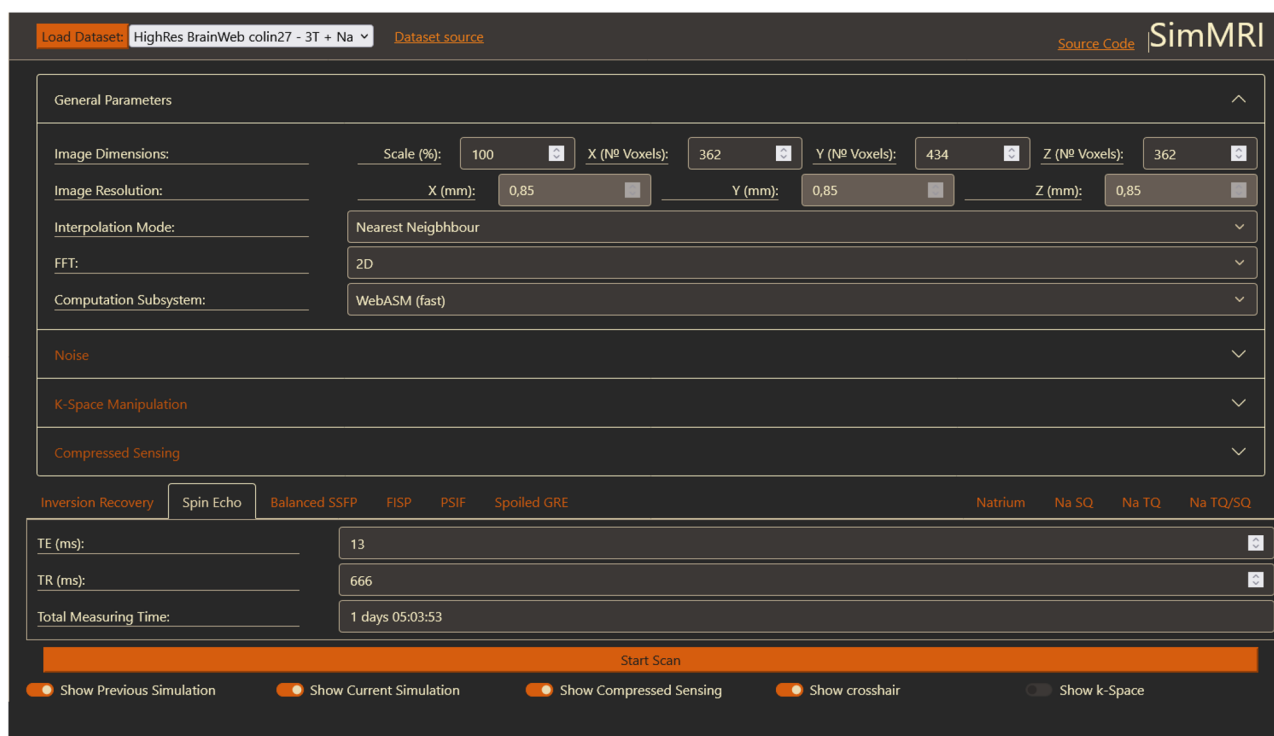 Load Dataset: HighRes BrainWeb colin27 - 3T + Na Dataset source Source Code SimMRI
General Parameters
Image Dimensions: Scale (%): 100 X (Nº Voxels): 362 Y (Nº Voxels): 434 Z (Nº Voxels): 362
Image Resolution: X (mm): 0,85 Y (mm): 0,85 Z (mm): 0,85
Interpolation Mode: Nearest Neigbhbour
FFT: 2D
Computation Subsystem: WebASM (fast)
Noise
K-Space Manipulation
Compressed Sensing
Inversion Recovery Spin Echo Balanced SSFP FISP PSIF Spoiled GRE Natrium Na SQ Na TQ Na TQ/SQ
TE (ms): 13
TR (ms): 666
Total Measuring Time: 1 days 05:03:53
Start Scan
Show Previous Simulation Show Current Simulation Show Compressed Sensing Show crosshair Show k-Space